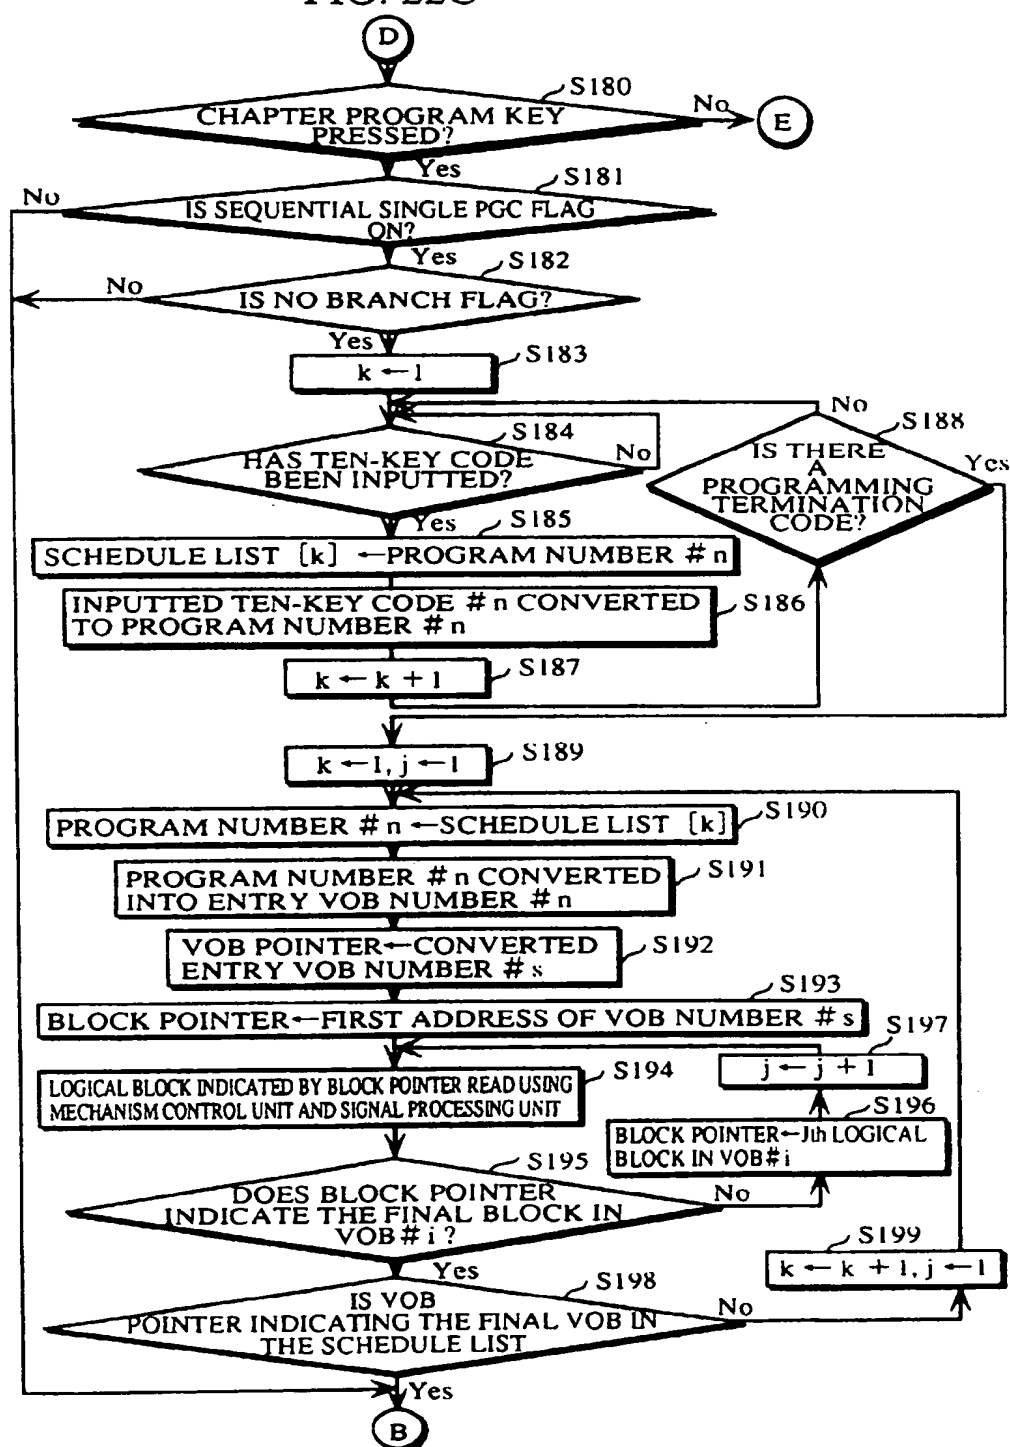 FIG. 22C
D
S180
CHAPTER PROGRAM KEY
PRESSED?
No
E
Yes
S181
No
IS SEQUENTIAL SINGLE PGC FLAG
ON?
Yes
S182
No
IS NO BRANCH FLAG?
Yes
S183
k ← 1
No
S184
S188
HAS TEN-KEY CODE
BEEN INPUTTED?
No
IS THERE
A
PROGRAMMING
TERMINATION
CODE?
Yes
Yes
S185
SCHEDULE LIST [k] ←PROGRAM NUMBER #n
INPUTTED TEN-KEY CODE #n CONVERTED
TO PROGRAM NUMBER #n
S186
k ← k + 1
S187
k ← 1, j ← 1
S189
PROGRAM NUMBER #n ←SCHEDULE LIST [k]
S190
PROGRAM NUMBER #n CONVERTED
INTO ENTRY VOB NUMBER #n
S191
VOB POINTER←CONVERTED
ENTRY VOB NUMBER #s
S192
S193
BLOCK POINTER←FIRST ADDRESS OF VOB NUMBER #s
S197
j ← j + 1
LOGICAL BLOCK INDICATED BY BLOCK POINTER READ USING
MECHANISM CONTROL UNIT AND SIGNAL PROCESSING UNIT
S194
S196
BLOCK POINTER←Jth LOGICAL
BLOCK IN VOB#i
S195
DOES BLOCK POINTER
INDICATE THE FINAL BLOCK IN
VOB#i?
No
Yes
S199
k ← k + 1, j ← 1
S198
IS VOB
POINTER INDICATING THE FINAL VOB IN
THE SCHEDULE LIST
No
Yes
B